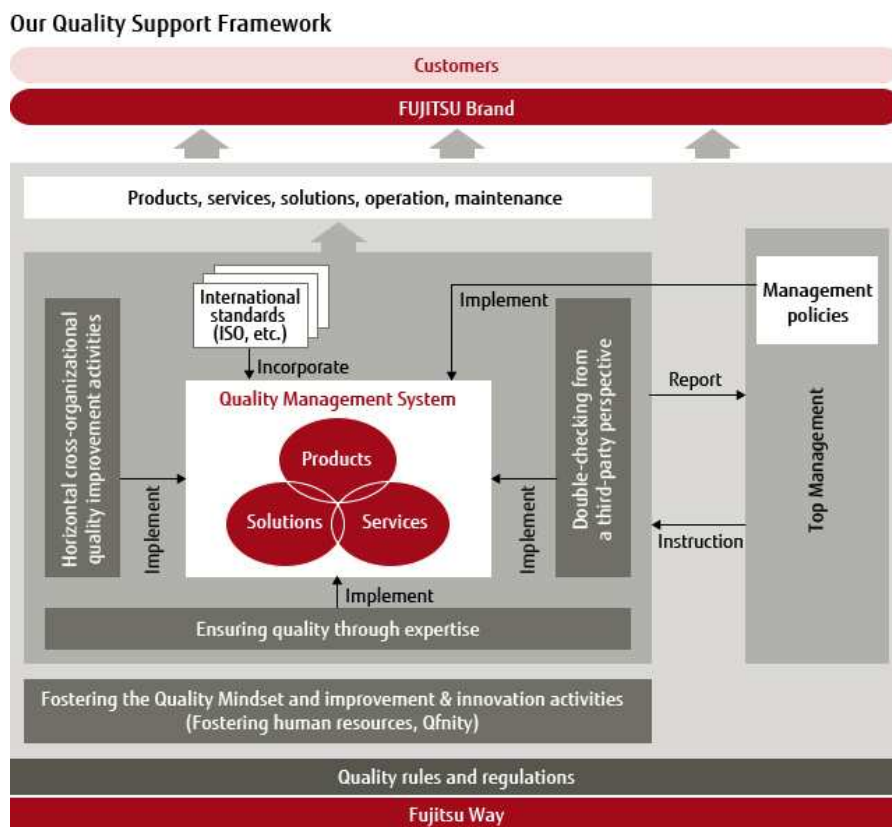 Our Quality Support Framework
Customers
FUJITSU Brand
Products, services, solutions, operation, maintenance
International
standards
(ISO, etc.)
Implement
Management
policies
Incorporate
Horizontal cross-organizational
quality improvement activities
Quality Management System
Products
Solutions
Services
Implement
Implement
Double-checking from
a third-party perspective
Report
Instruction
Top Management
Implement
Ensuring quality through expertise
Fostering the Quality Mindset and improvement & innovation activities
(Fostering human resources, Qfnity)
Quality rules and regulations
Fujitsu Way